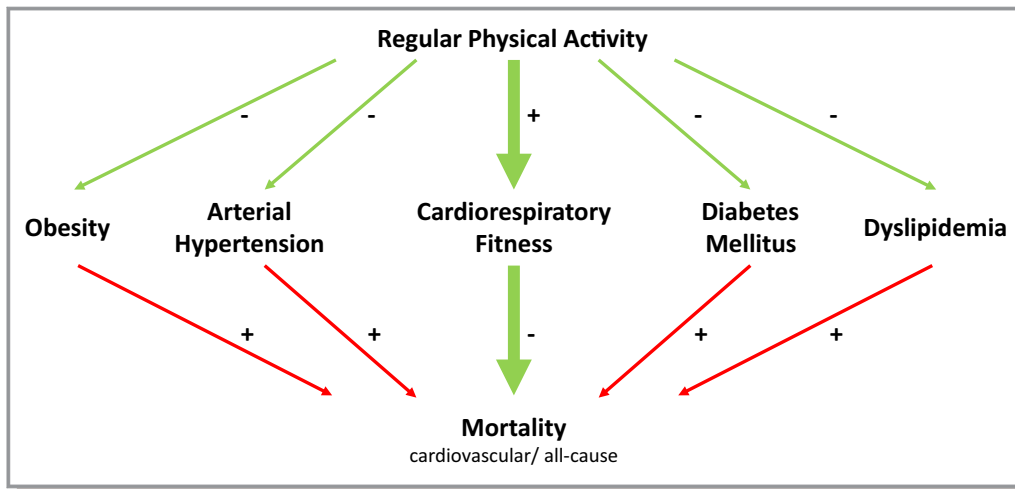 Regular Physical Activity
- - + - -
Obesity
Arterial
Hypertension
Cardiorespiratory
Fitness
Diabetes
Mellitus
Dyslipidemia
+ + - + +
Mortality
cardiovascular/ all-cause